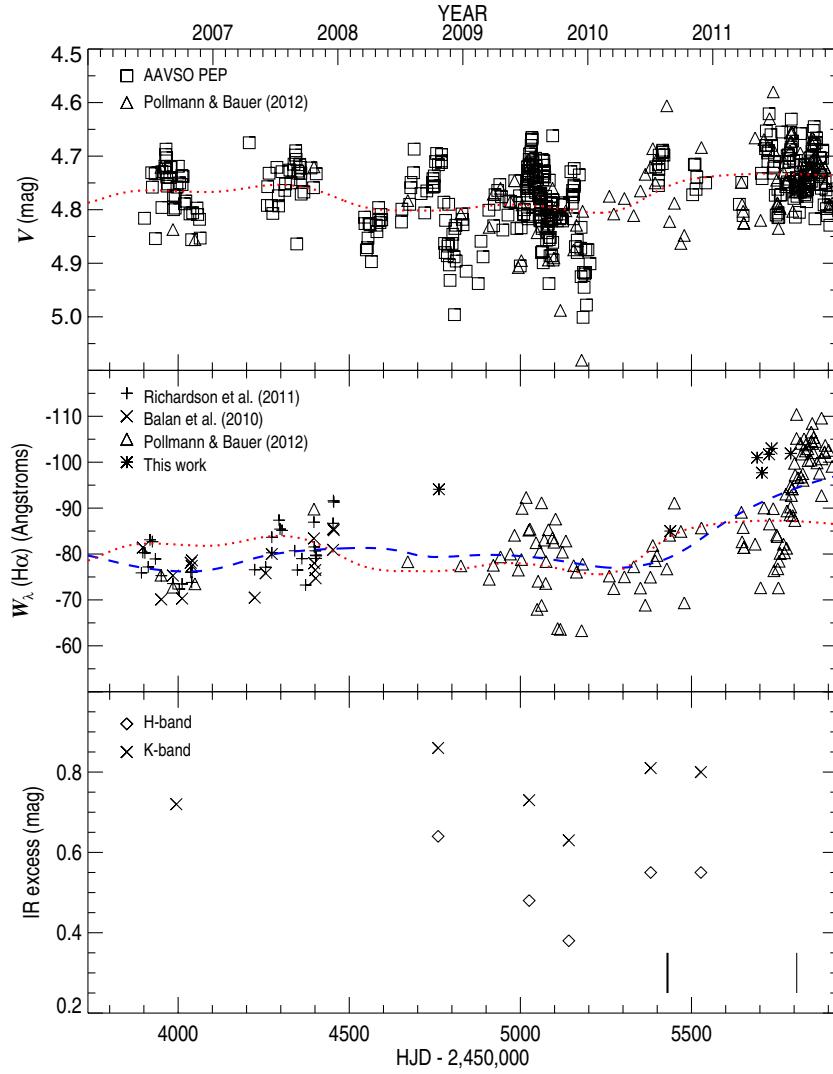 YEAR
2007 2008 2009 2010 2011
4.5
4.6
4.7
4.8
4.9
5.0
V (mag)
AAVSO PEP
Pollmann & Bauer (2012)
-110
-100
-90
-80
-70
-60
Wλ (Hα) (Angstroms)
Richardson et al. (2011)
Balan et al. (2010)
Pollmann & Bauer (2012)
This work
0.8
0.6
0.4
0.2
IR excess (mag)
H-band
K-band
4000 4500 5000 5500
HJD - 2,450,000